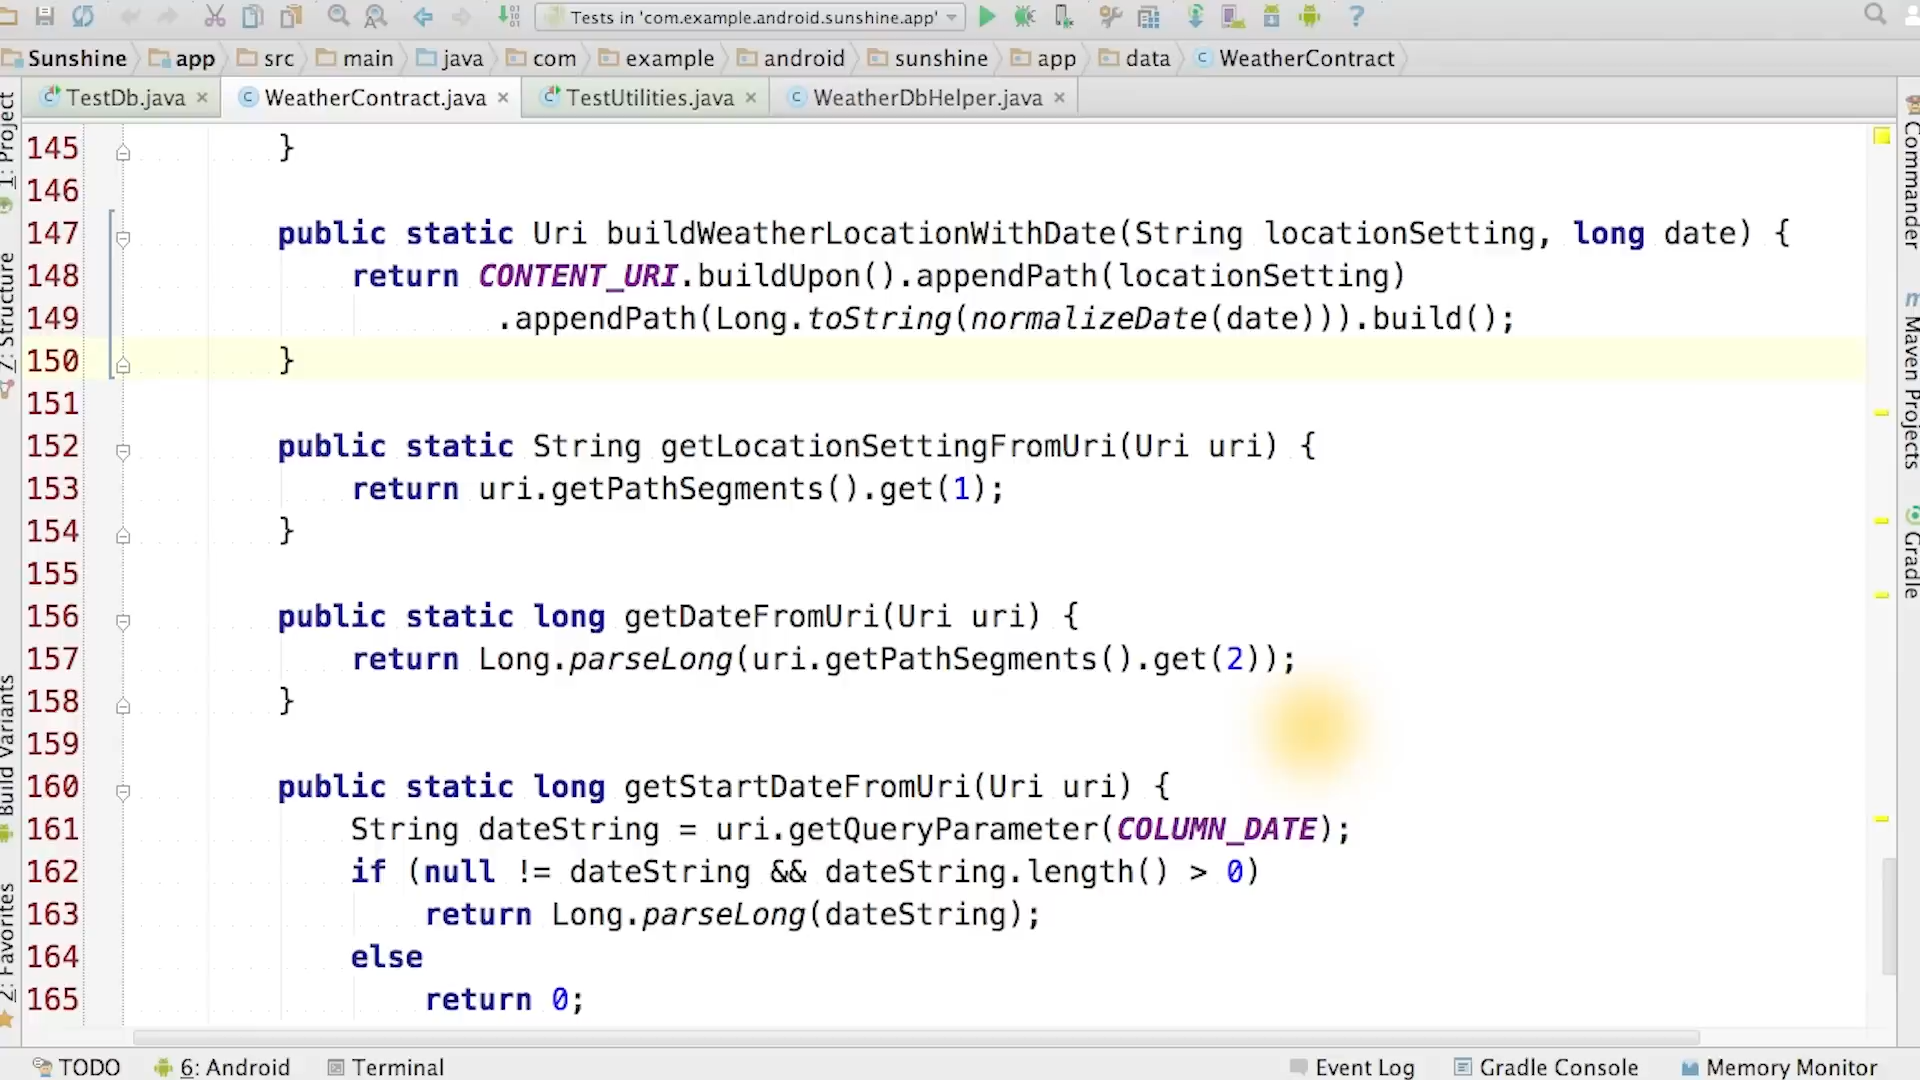 Tests in 'com.example.android.sunshine.app'
Sunshine app src main java com example android sunshine app data WeatherContract
TestDb.java WeatherContract.java TestUtilities.java WeatherDbHelper.java
1: Project
7: Structure
Build Variants
2: Favorites
145 }
146
147 public static Uri buildWeatherLocationWithDate(String locationSetting, long date) {
148 return CONTENT_URI.buildUpon().appendPath(locationSetting)
149 .appendPath(Long.toString(normalizeDate(date))).build();
150 }
151
152 public static String getLocationSettingFromUri(Uri uri) {
153 return uri.getPathSegments().get(1);
154 }
155
156 public static long getDateFromUri(Uri uri) {
157 return Long.parseLong(uri.getPathSegments().get(2));
158 }
159
160 public static long getStartDateFromUri(Uri uri) {
161 String dateString = uri.getQueryParameter(COLUMN_DATE);
162 if (null != dateString && dateString.length() > 0)
163 return Long.parseLong(dateString);
164 else
165 return 0;
Commander
Maven Projects
Gradle
TODO 6: Android Terminal Event Log Gradle Console Memory Monitor